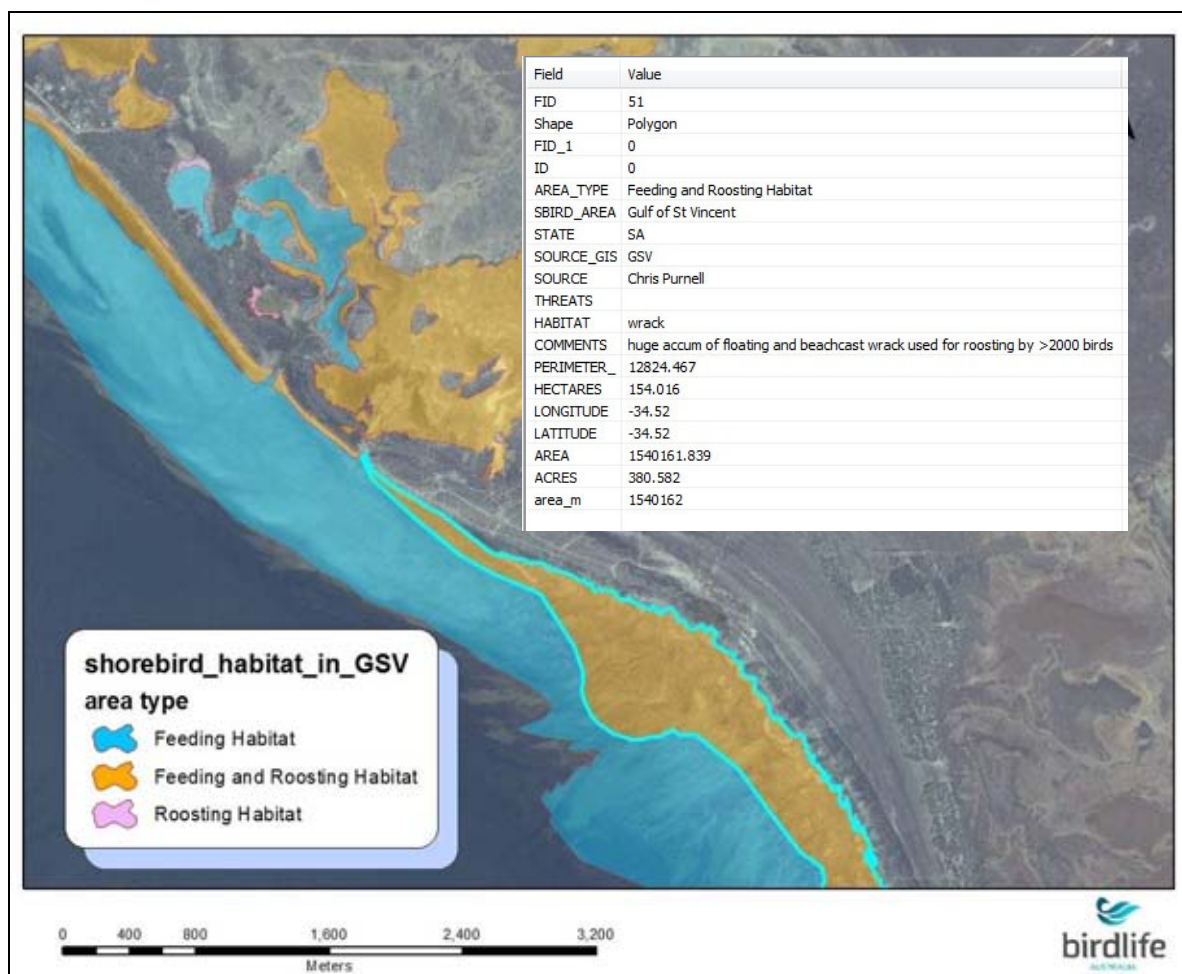 Field Value
FID 51
Shape Polygon
FID_1 0
ID 0
AREA_TYPE Feeding and Roosting Habitat
SBIRD_AREA Gulf of St Vincent
STATE SA
SOURCE_GIS GSV
SOURCE Chris Purnell
THREATS
HABITAT wrack
COMMENTS huge accum of floating and beachcast wrack used for roosting by >2000 birds
PERIMETER_ 12824.467
HECTARES 154.016
LONGITUDE -34.52
LATITUDE -34.52
AREA 1540161.839
ACRES 380.582
area_m 1540162
shorebird_habitat_in_GSV
area type
Feeding Habitat
Feeding and Roosting Habitat
Roosting Habitat
0 400 800 1,600 2,400 3,200
Meters
birdlife
AUSTRALIA